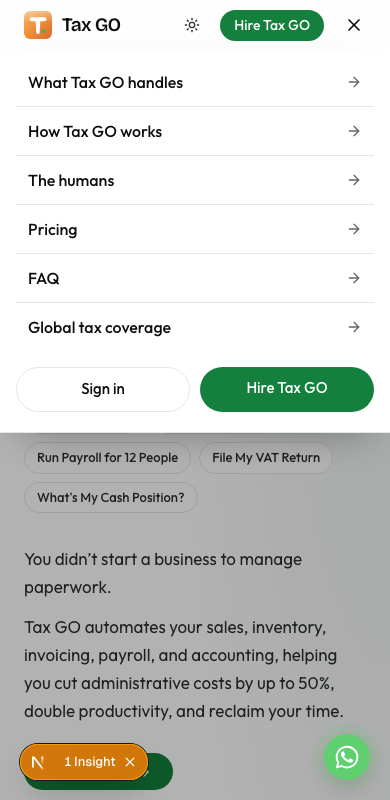 Tax GO
Hire Tax GO
What Tax GO handles
How Tax GO works
The humans
Pricing
FAQ
Global tax coverage
Sign in
Hire Tax GO
Run Payroll for 12 People
File My VAT Return
What's My Cash Position?
You didn't start a business to manage
paperwork.
Tax GO automates your sales, inventory,
invoicing, payroll, and accounting, helping
you cut administrative costs by up to 50%,
double productivity, and reclaim your time.
N
1 Insight